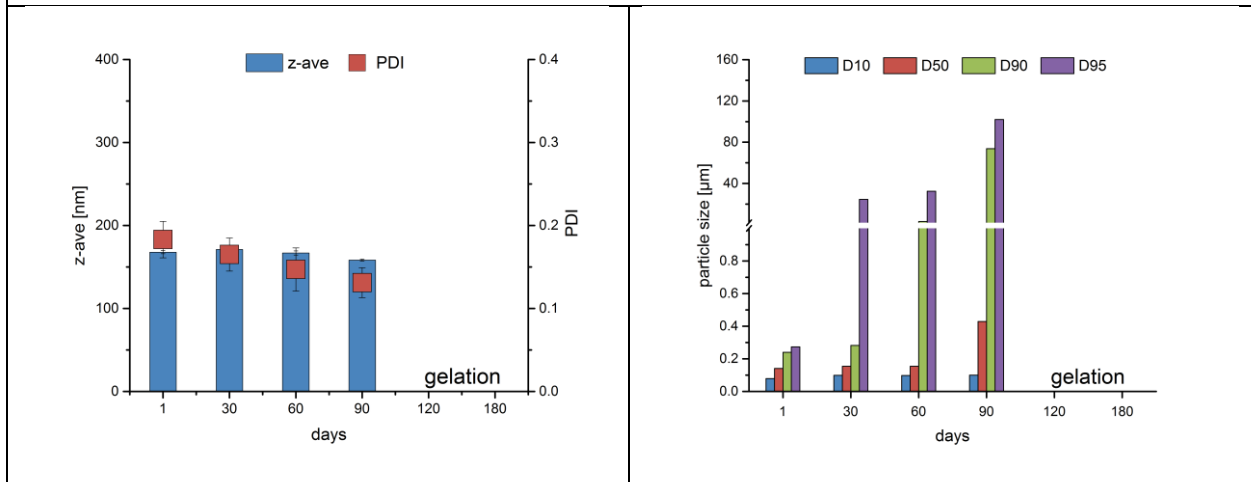 z-ave PDI
400
300
200
100
0
z-ave [nm]
0.4
0.3
0.2
0.1
0.0
PDI
gelation
1 30 60 90 120 180
days
D10 D50 D90 D95
160
120
80
40
0.8
0.6
0.4
0.2
0.0
particle size [µm]
gelation
1 30 60 90 120 180
days